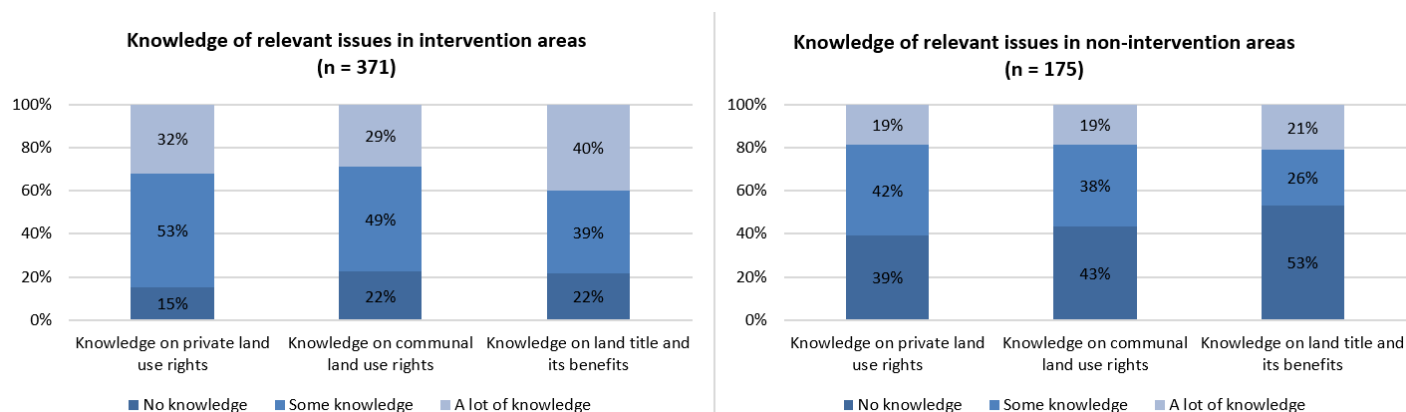 Knowledge of relevant issues in intervention areas
(n = 371)
100%
80%
60%
40%
20%
0%
32%
29%
40%
53%
49%
39%
15%
22%
22%
Knowledge on private land
use rights
Knowledge on communal
land use rights
Knowledge on land title and
its benefits
No knowledge
Some knowledge
A lot of knowledge
Knowledge of relevant issues in non-intervention areas
(n = 175)
100%
80%
60%
40%
20%
0%
19%
19%
21%
42%
38%
26%
39%
43%
53%
Knowledge on private land
use rights
Knowledge on communal
land use rights
Knowledge on land title and
its benefits
No knowledge
Some knowledge
A lot of knowledge